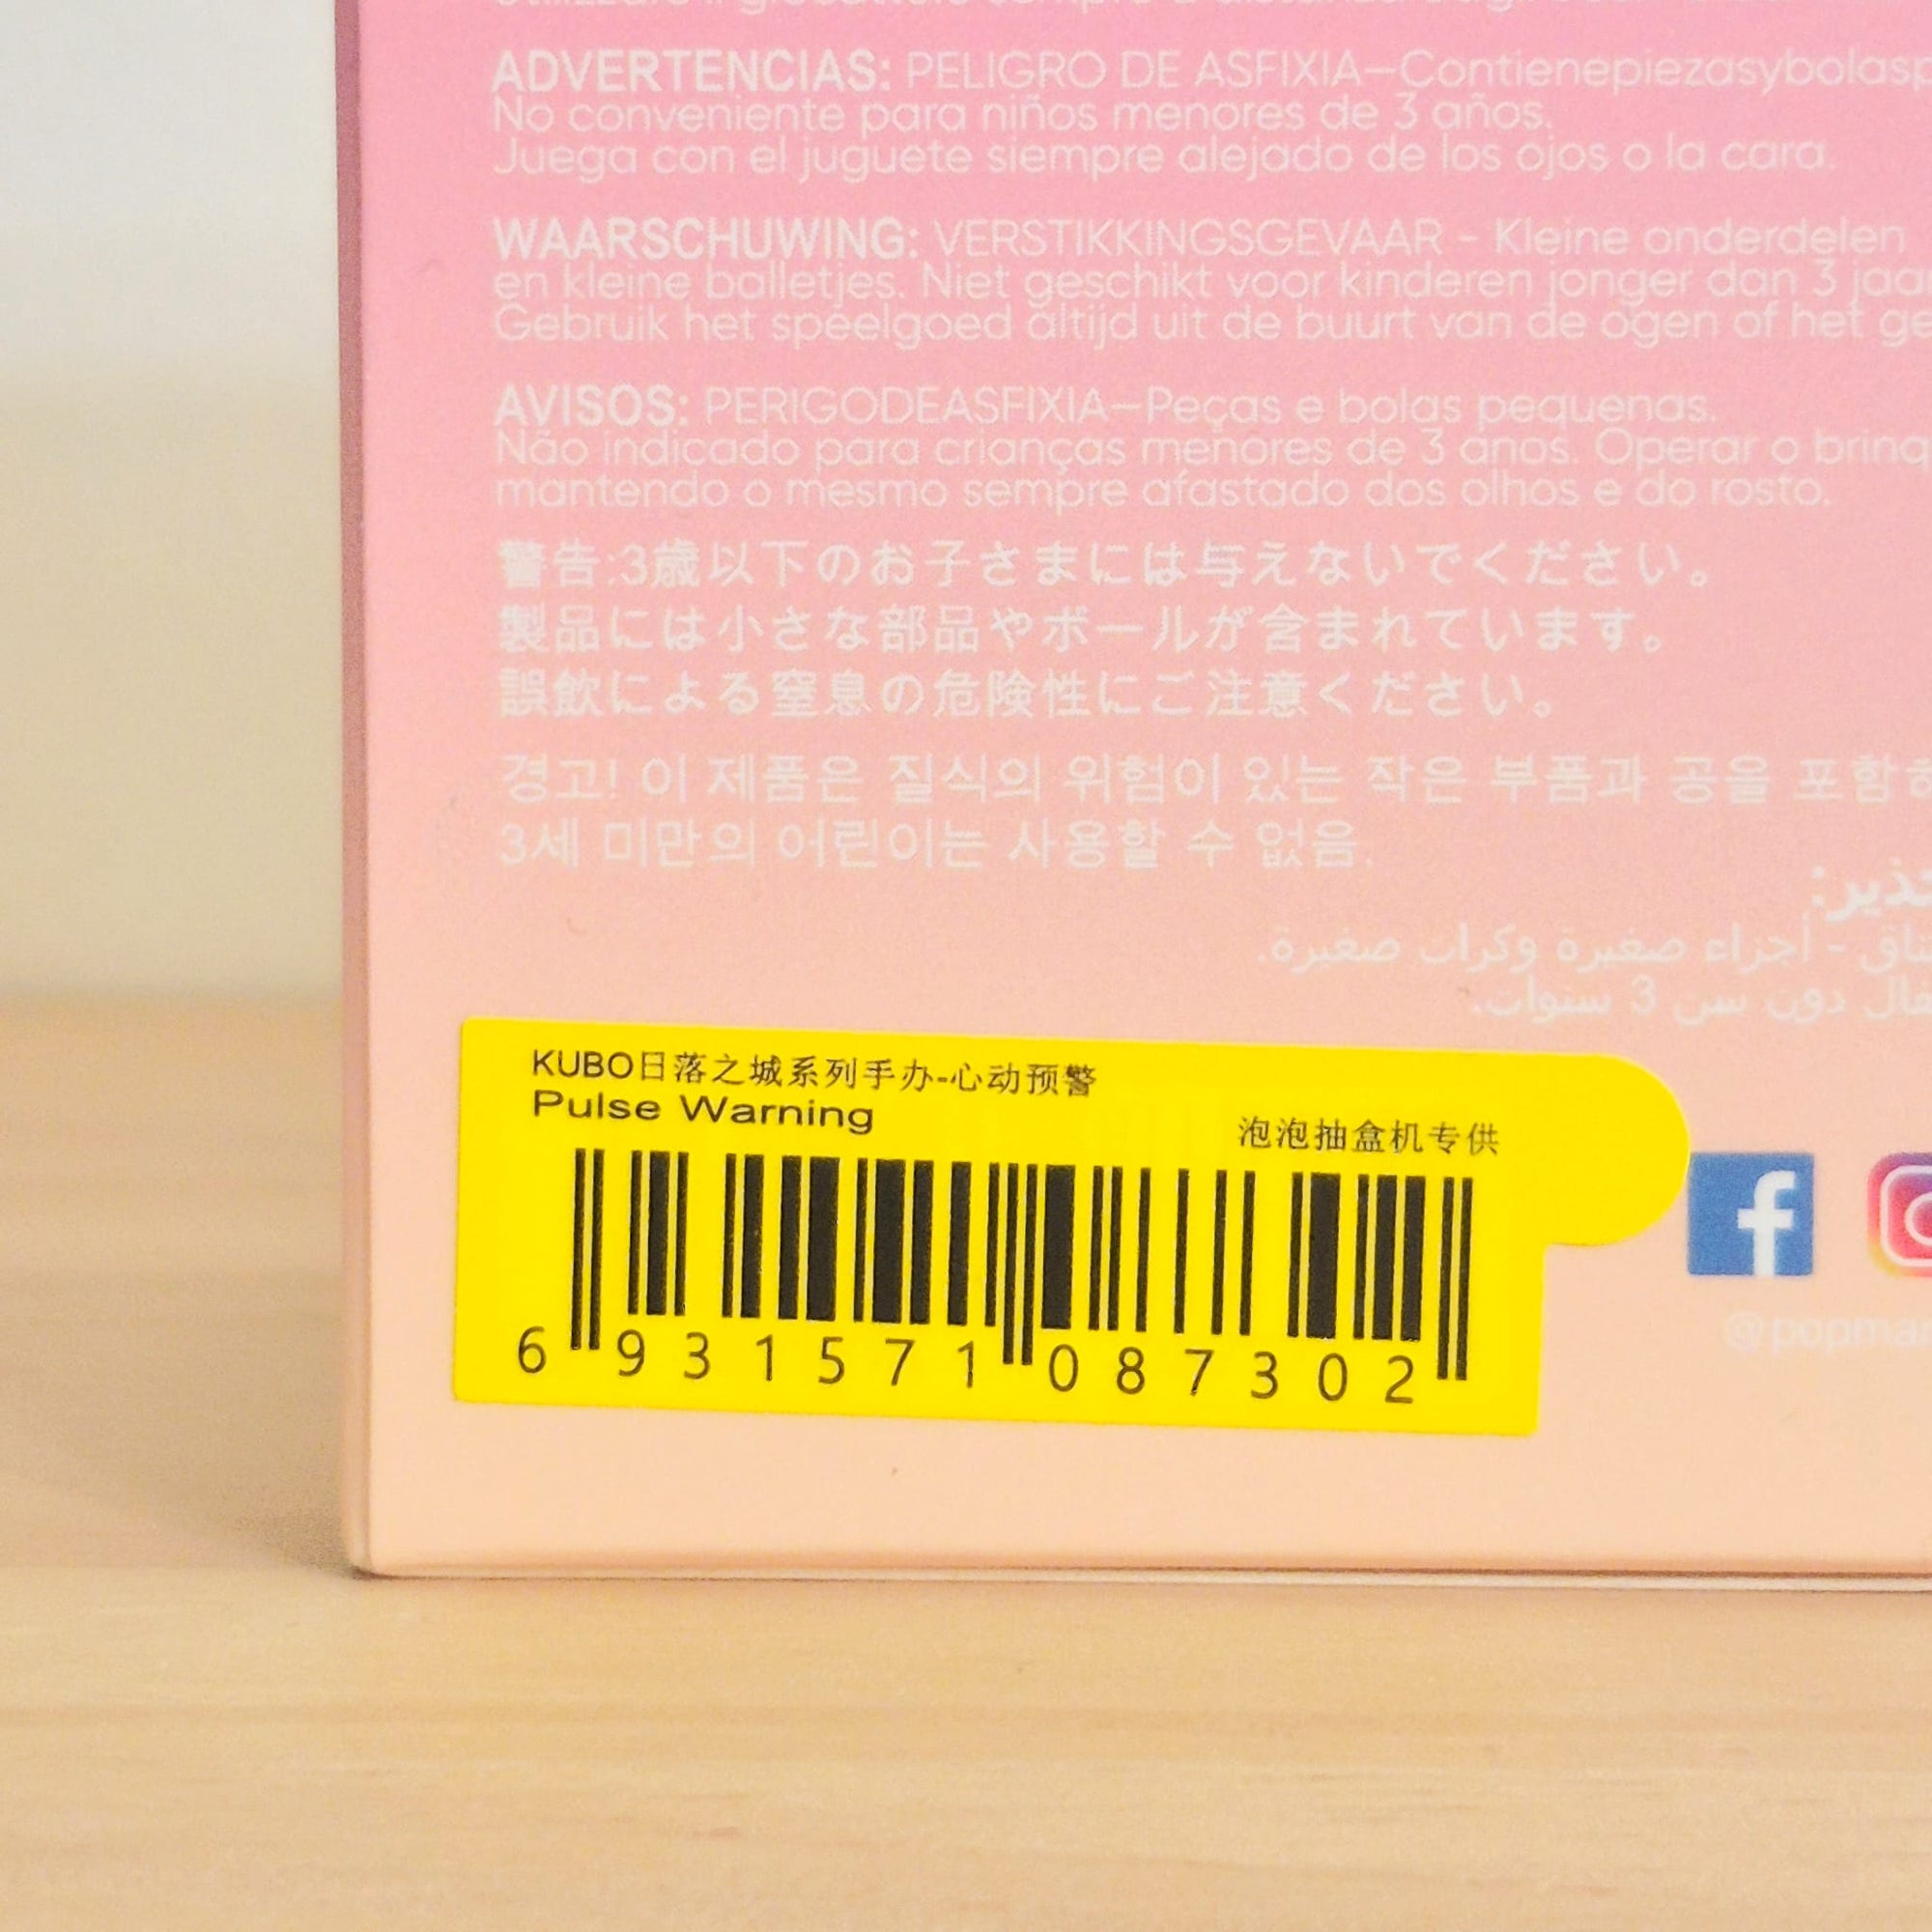 ADVERTENCIAS: PELIGRO DE ASFIXIA–Contienepiezasybolasp
No conveniente para niños menores de 3 años.
Juega con el juguete siempre alejado de los ojos o la cara.
WAARSCHUWING: VERSTIKKINGSGEVAAR - Kleine onderdelen
en kleine balletjes. Niet geschikt voor kinderen jonger dan 3 jaar
Gebruik het speelgoed altijd uit de buurt van de ogen of het ge
AVISOS: PERIGODEASFIXIA–Peças e bolas pequenas.
Não indicado para crianças menores de 3 anos. Operar o brinq
mantendo o mesmo sempre afastado dos olhos e do rosto.
警告:3歳以下のお子さまには与えないでください。
製品には小さな部品やボールが含まれています。
誤飲による窒息の危険性にご注意ください。
경고! 이 제품은 질식의 위험이 있는 작은 부품과 공을 포함하
3세 미만의 어린이는 사용할 수 없음.
- أجزاء صغيرة وكرات صغيرة.
دون سن 3 سنوات.
KUBO日落之城系列手办-心动预警
Pulse Warning
泡泡抽盒机专供
6 931571 087302
@popmar